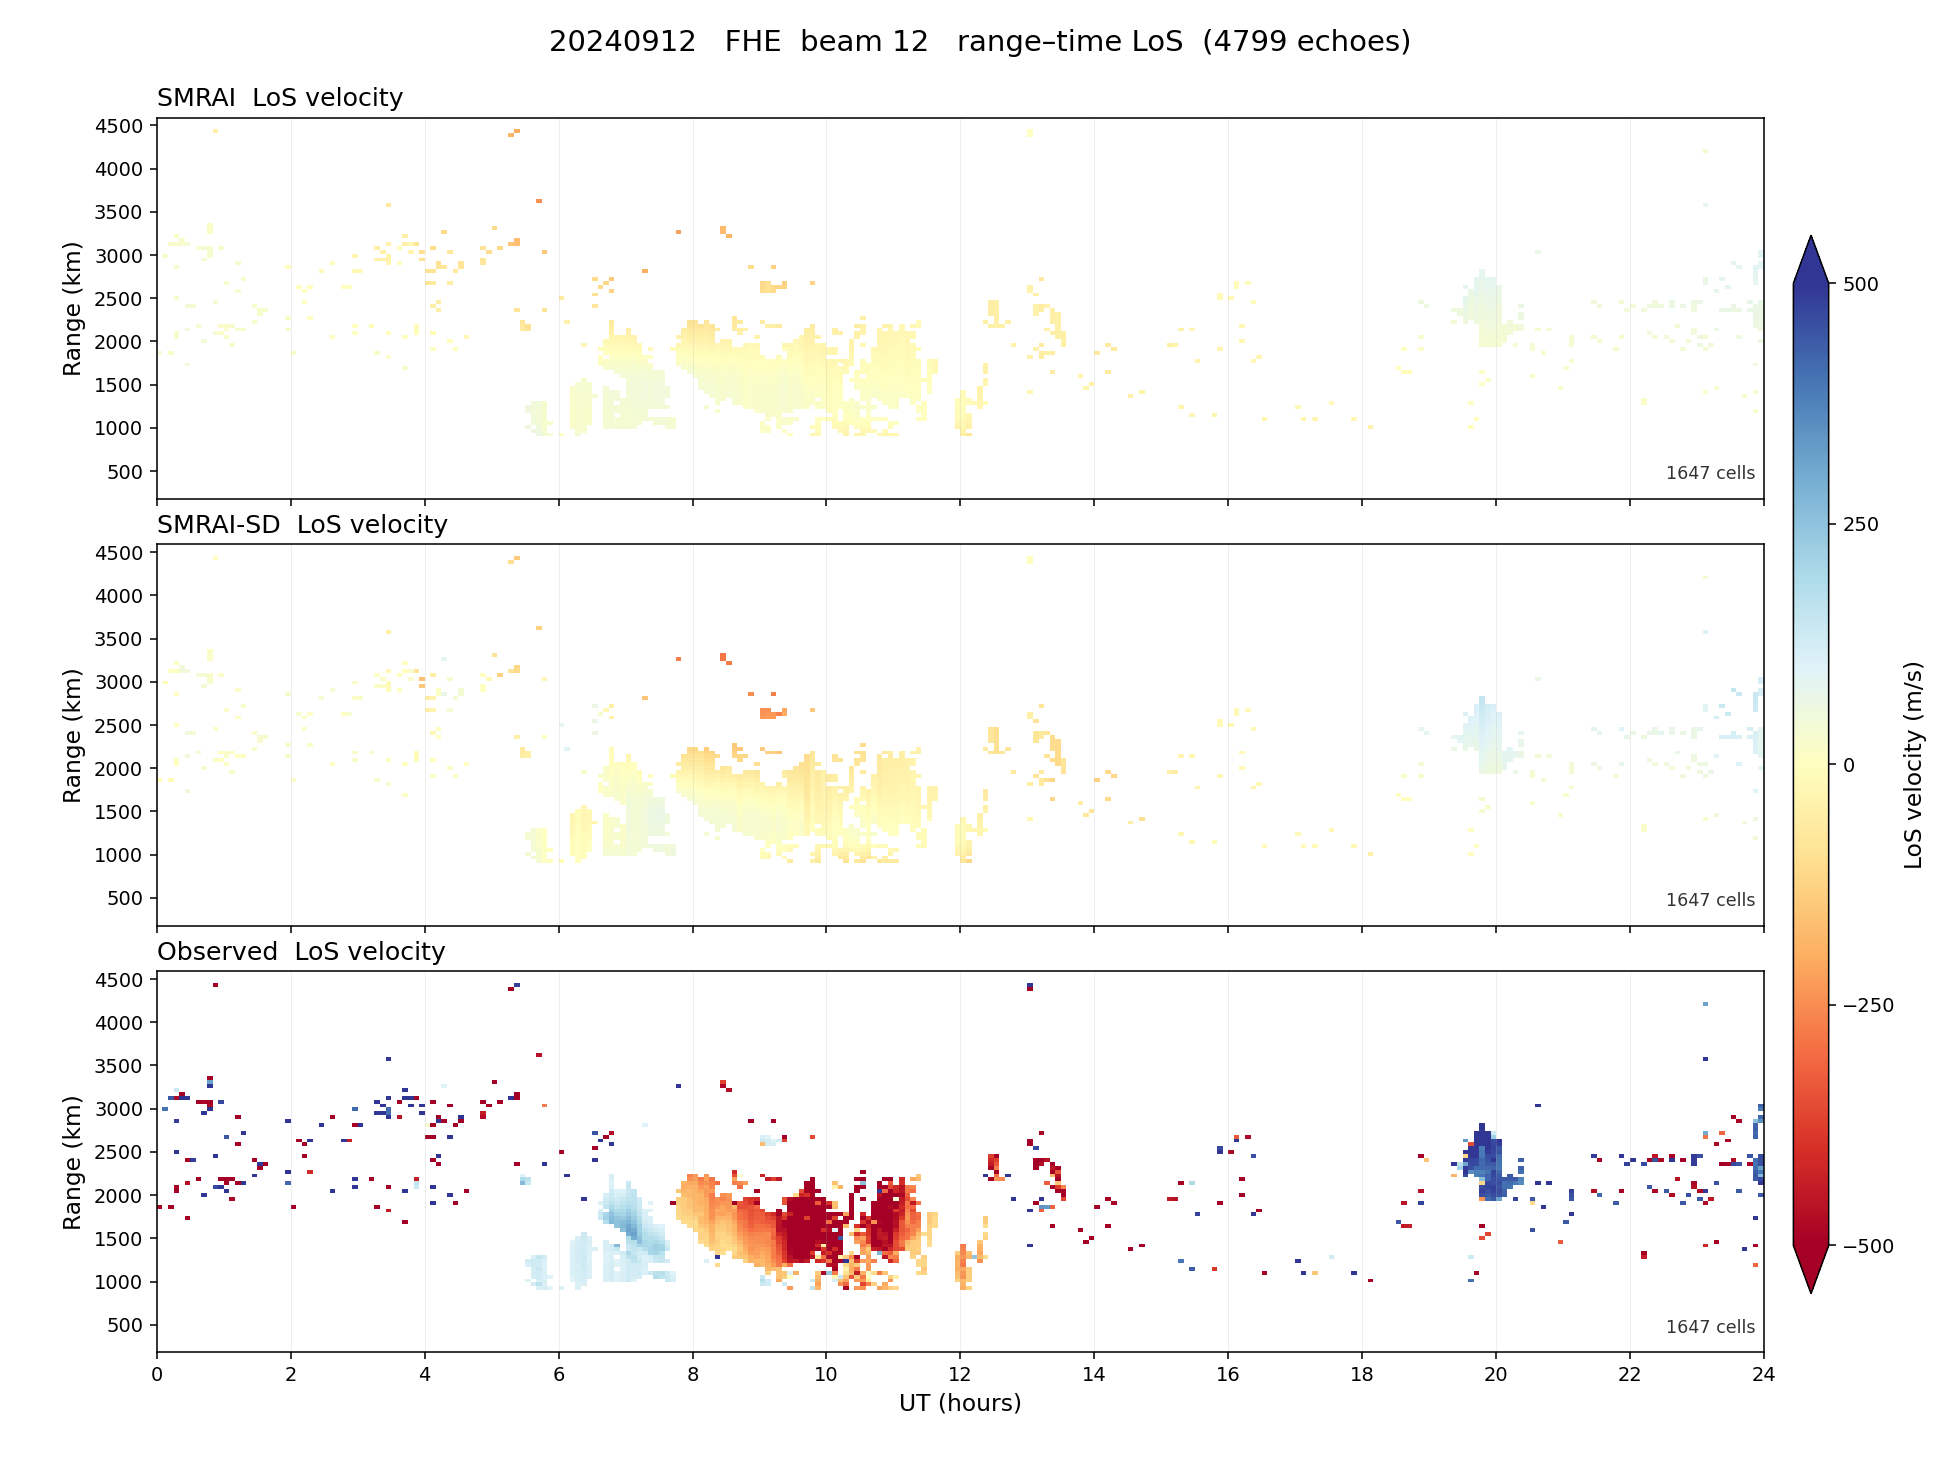 20240912   FHE  beam 12   range–time LoS  (4799 echoes)
SMRAI  LoS velocity
4500
4000
3500
3000
2500
2000
1500
1000
500
Range (km)
1647 cells
SMRAI-SD  LoS velocity
4500
4000
3500
3000
2500
2000
1500
1000
500
Range (km)
1647 cells
Observed  LoS velocity
4500
4000
3500
3000
2500
2000
1500
1000
500
Range (km)
1647 cells
0 2 4 6 8 10 12 14 16 18 20 22 24
UT (hours)
500
250
0
−250
−500
LoS velocity (m/s)